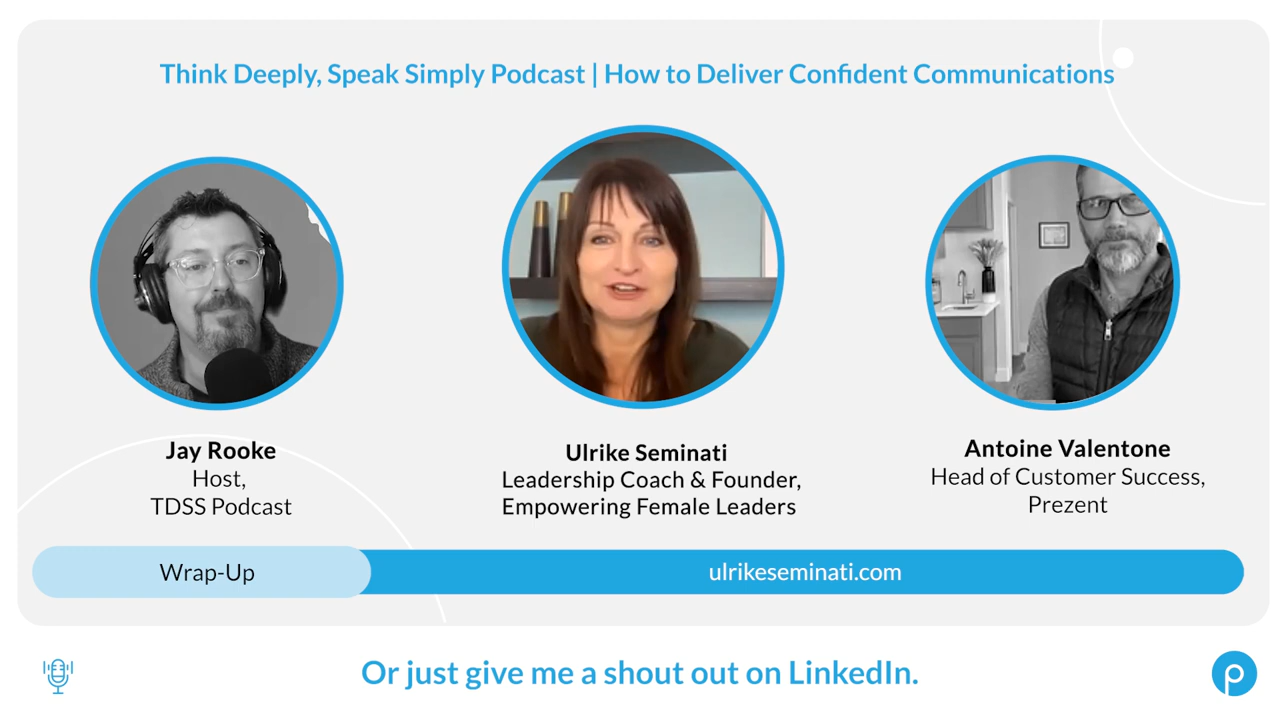 Think Deeply, Speak Simply Podcast | How to Deliver Confident Communications
Jay Rooke
Host,
TDSS Podcast
Ulrike Seminati
Leadership Coach & Founder,
Empowering Female Leaders
Antoine Valentone
Head of Customer Success,
Prezent
Wrap-Up
ulrikeseminati.com
Or just give me a shout out on LinkedIn.